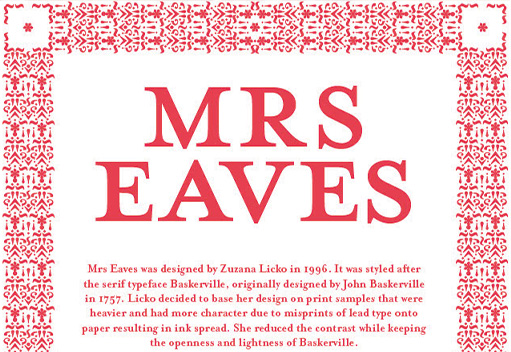 MRS
EAVES
Mrs Eaves was designed by Zuzana Licko in 1996. It was styled after
the serif typeface Baskerville, originally designed by John Baskerville
in 1757. Licko decided to base her design on print samples that were
heavier and had more character due to misprints of lead type onto
paper resulting in ink spread. She reduced the contrast while keeping
the openness and lightness of Baskerville.